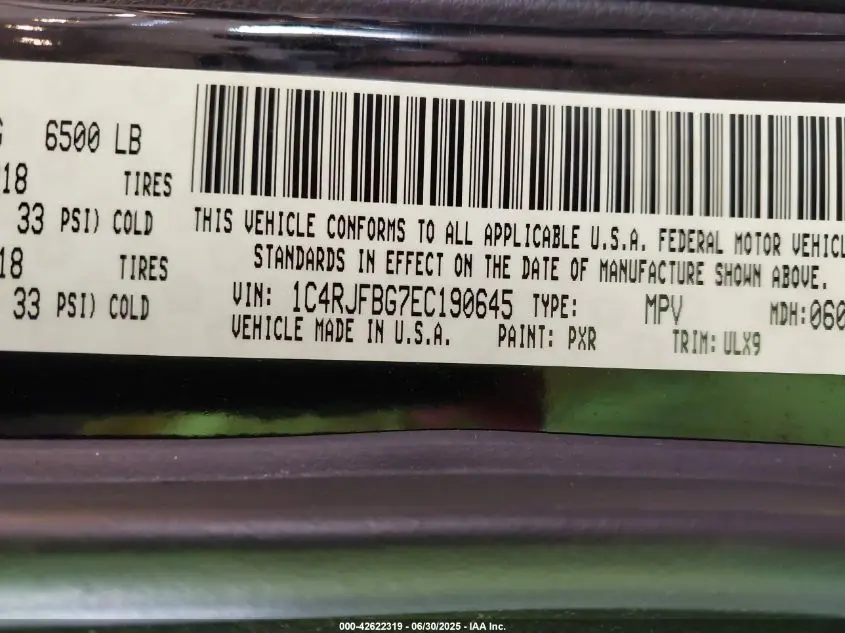 G 6500 LB
18 TIRES
33 PSI) COLD
THIS VEHICLE CONFORMS TO ALL APPLICABLE U.S.A. FEDERAL MOTOR VEHICL
18 TIRES
STANDARDS IN EFFECT ON THE DATE OF MANUFACTURE SHOWN ABOVE.
33 PSI) COLD
VIN: 1C4RJFBG7EC190645 TYPE: MPV MDH:060
VEHICLE MADE IN U.S.A. PAINT: PXR TRIM: ULX9
000-42622319 - 06/30/2025 - IAA Inc.